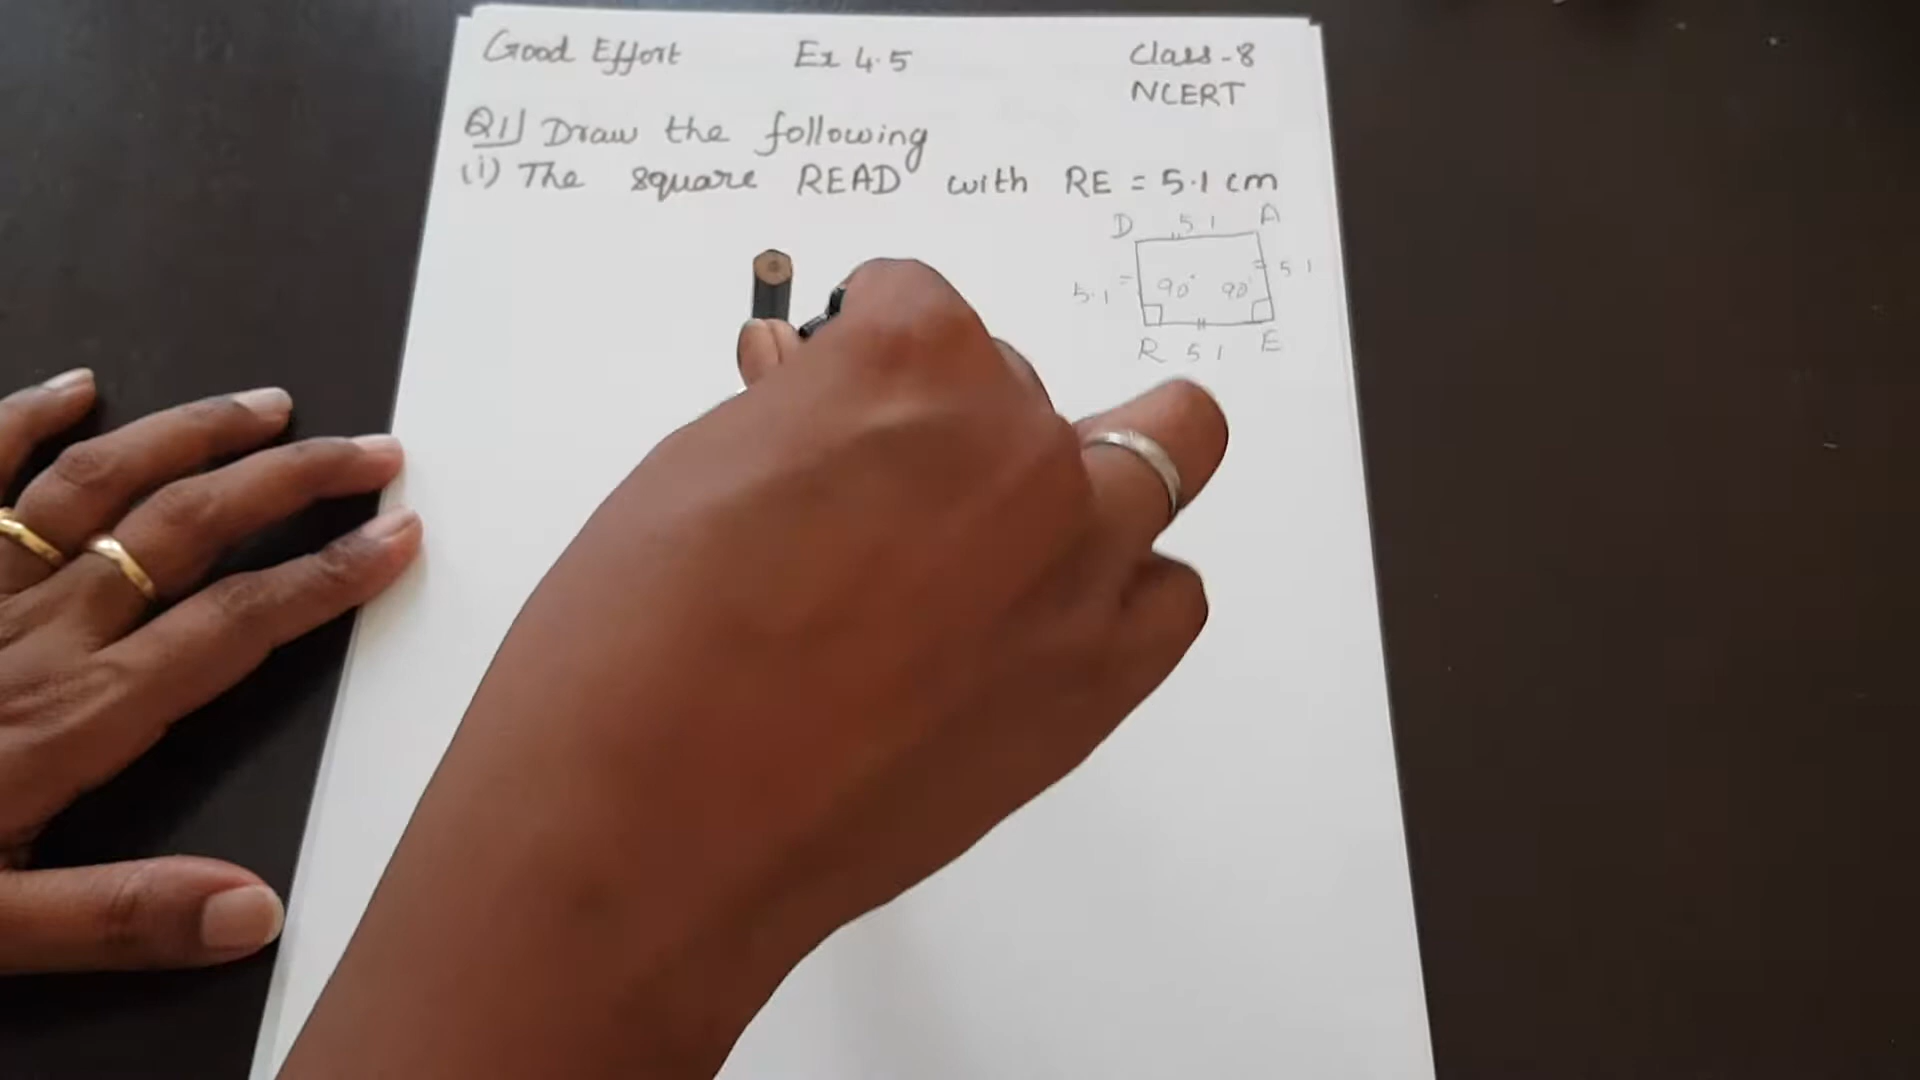 Good Effort Ex 4.5 Class-8
NCERT
Q1) Draw the following
(i) The square READ with RE = 5.1 cm
D 5 1 A
5.1 90° 90° 5 1
R 5 1 E